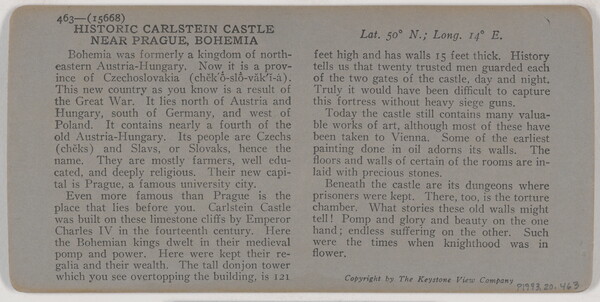 463—(15668)
HISTORIC CARLSTEIN CASTLE
NEAR PRAGUE, BOHEMIA
Bohemia was formerly a kingdom of north-
eastern Austria-Hungary. Now it is a prov-
ince of Czechoslovakia (chĕk'ŏ-slŏ-väk'ĭ-ȧ).
This new country as you know is a result of
the Great War. It lies north of Austria and
Hungary, south of Germany, and west of
Poland. It contains nearly a fourth of the
old Austria-Hungary. Its people are Czechs
(chĕks) and Slavs, or Slovaks, hence the
name. They are mostly farmers, well edu-
cated, and deeply religious. Their new capi-
tal is Prague, a famous university city.
Even more famous than Prague is the
place that lies before you. Carlstein Castle
was built on these limestone cliffs by Emperor
Charles IV in the fourteenth century. Here
the Bohemian kings dwelt in their medieval
pomp and power. Here were kept their re-
galia and their wealth. The tall donjon tower
which you see overtopping the building, is 121
Lat. 50° N.; Long. 14° E.
feet high and has walls 15 feet thick. History
tells us that twenty trusted men guarded each
of the two gates of the castle, day and night.
Truly it would have been difficult to capture
this fortress without heavy siege guns.
Today the castle still contains many valua-
ble works of art, although most of these have
been taken to Vienna. Some of the earliest
painting done in oil adorns its walls. The
floors and walls of certain of the rooms are in-
laid with precious stones.
Beneath the castle are its dungeons where
prisoners were kept. There, too, is the torture
chamber. What stories these old walls might
tell! Pomp and glory and beauty on the one
hand; endless suffering on the other. Such
were the times when knighthood was in
flower.
Copyright by The Keystone View Company
P1993.20.463